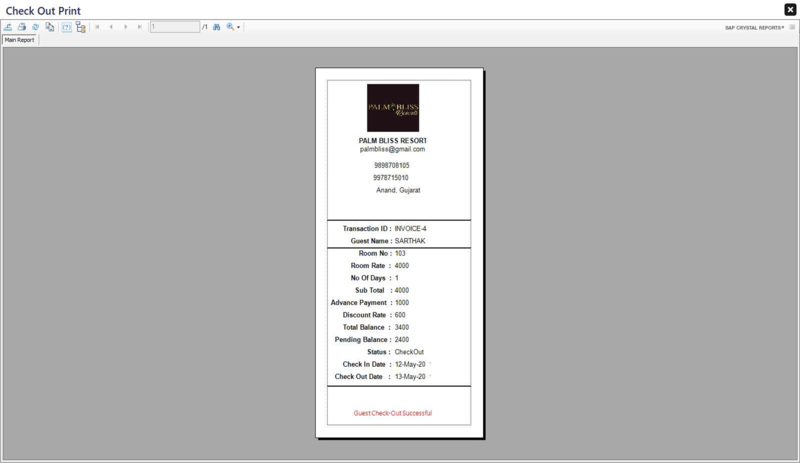 Check Out Print
1 /1 SAP CRYSTAL REPORTS
Main Report
PALM BLISS
Resorts
PALM BLISS RESORT
palmbliss@gmail.com
9898708105
9978715010
Anand, Gujarat
Transaction ID : INVOICE-4
Guest Name : SARTHAK
Room No : 103
Room Rate : 4000
No Of Days : 1
Sub Total : 4000
Advance Payment : 1000
Discount Rate : 600
Total Balance : 3400
Pending Balance : 2400
Status : CheckOut
Check In Date : 12-May-20
Check Out Date : 13-May-20
Guest Check-Out Successful